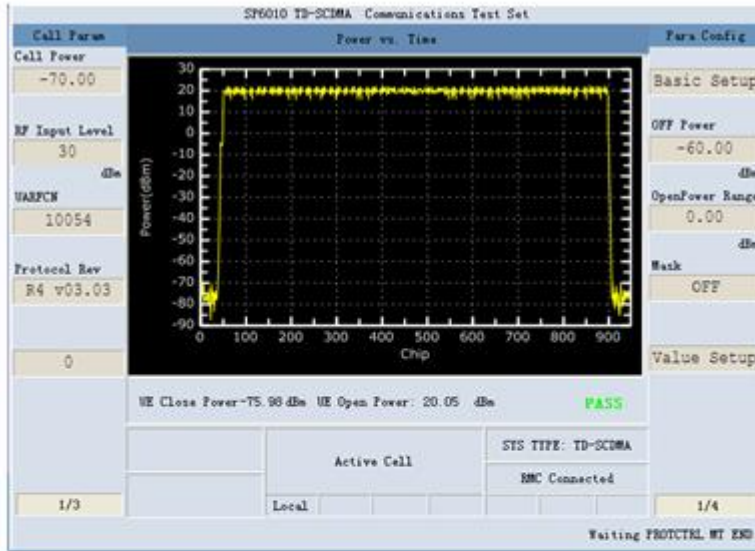 SP6010 TD-SCDMA Communications Test Set
Call Param
Power vs. Time
Para Config
Cell Power
-70.00
RF Input Level
30
dBm
UARFCN
10054
Protocol Rev
R4 v03.03
0
1/3
Power(dBm)
30
20
10
0
-10
-20
-30
-40
-50
-60
-70
-80
-90
0 100 200 300 400 500 600 700 800 900
Chip
UE Close Power-75.98 dBm UE Open Power: 20.05 dBm PASS
Active Cell
SYS TYPE: TD-SCDMA
RMC Connected
Local
Basic Setup
OFF Power
-60.00
dBm
OpenPower Range
0.00
dBm
Mask
OFF
Value Setup
1/4
Waiting PROTCTRL MT END